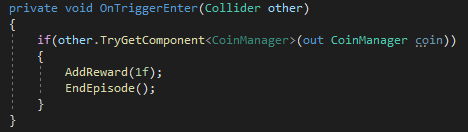 private void OnTriggerEnter(Collider other)
{
if(other.TryGetComponent<CoinManager>(out CoinManager coin))
{
AddReward(1f);
EndEpisode();
}
}